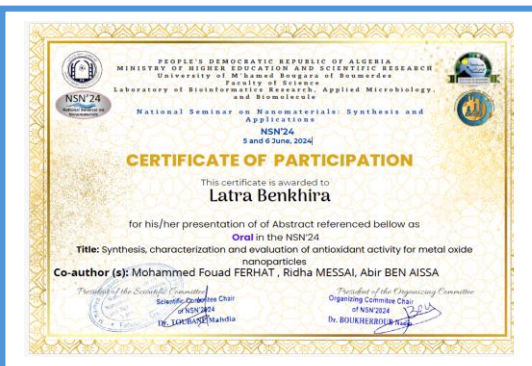 PEOPLE'S DEMOCRATIC REPUBLIC OF ALGERIA
MINISTRY OF HIGHER EDUCATION AND SCIENTIFIC RESEARCH
University of M'hamed Bougara of Boumerdes
Faculty of Science
Laboratory of Bioinformatics Research, Applied Microbiology,
and Biomolecule
NSN'24
National Seminar on Nanomaterials: Synthesis and
Applications
NSN'24
5 and 6 June, 2024
CERTIFICATE OF PARTICIPATION
This certificate is awarded to
Latra Benkhira
for his/her presentation of of Abstract referenced bellow as
Oral in the NSN'24
Title: Synthesis, characterization and evaluation of antioxidant activity for metal oxide
nanoparticles
Co-author (s): Mohammed Fouad FERHAT , Ridha MESSAI, Abir BEN AISSA
President of the Scientific Committee
Scientific Commitee Chair
of NSN'2024
Dr. TOUBANE Mahdia
President of the Organizing Committee
Organizing Commitee Chair
of NSN'2024
Dr. BOUKHERROUB